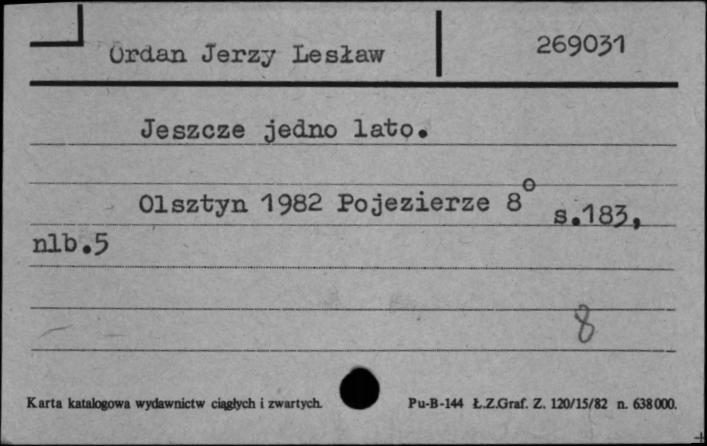 Ordan Jerzy Lesław
269031
Jeszcze jedno lato.
Olsztyn 1982 Pojezierze 8° s.183,
nlb.5
8
Karta katalogowa wydawnictw ciągłych i zwartych. Pu-B-144 Ł.Z.Graf. Z. 120/15/82 n. 638000.